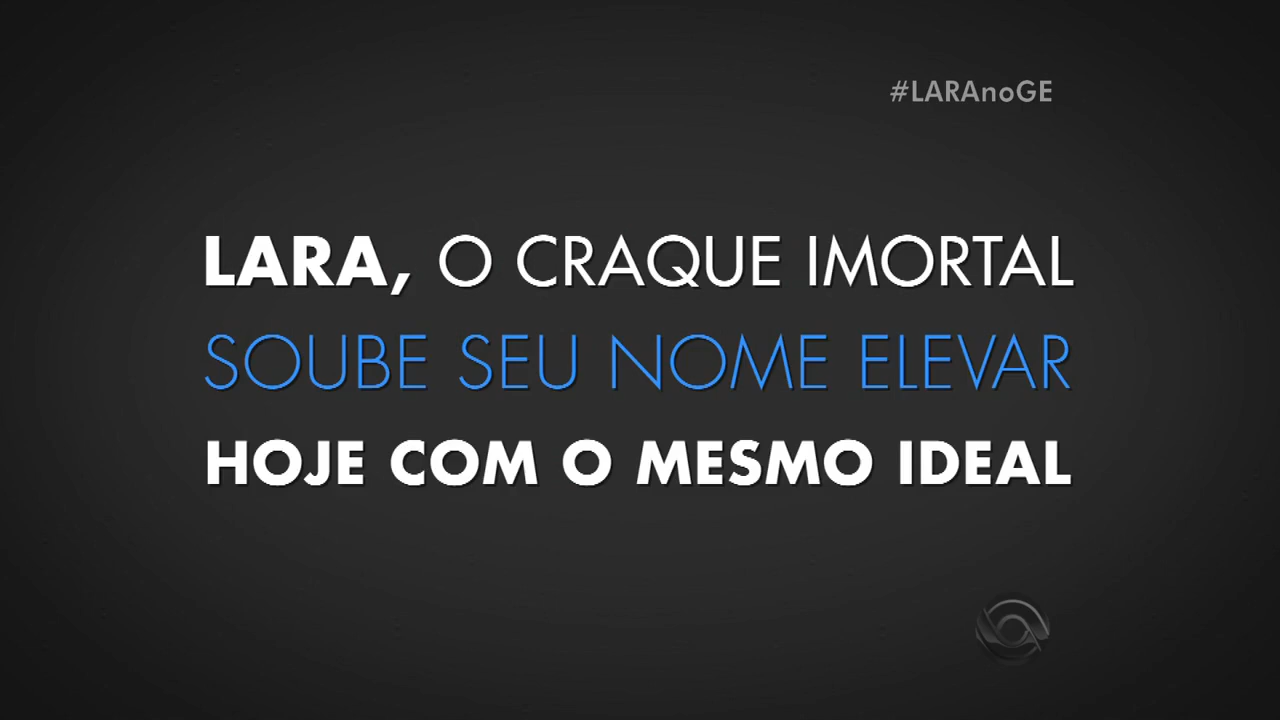 #LARAnoGE
LARA, O CRAQUE IMORTAL
SOUBE SEU NOME ELEVAR
HOJE COM O MESMO IDEAL